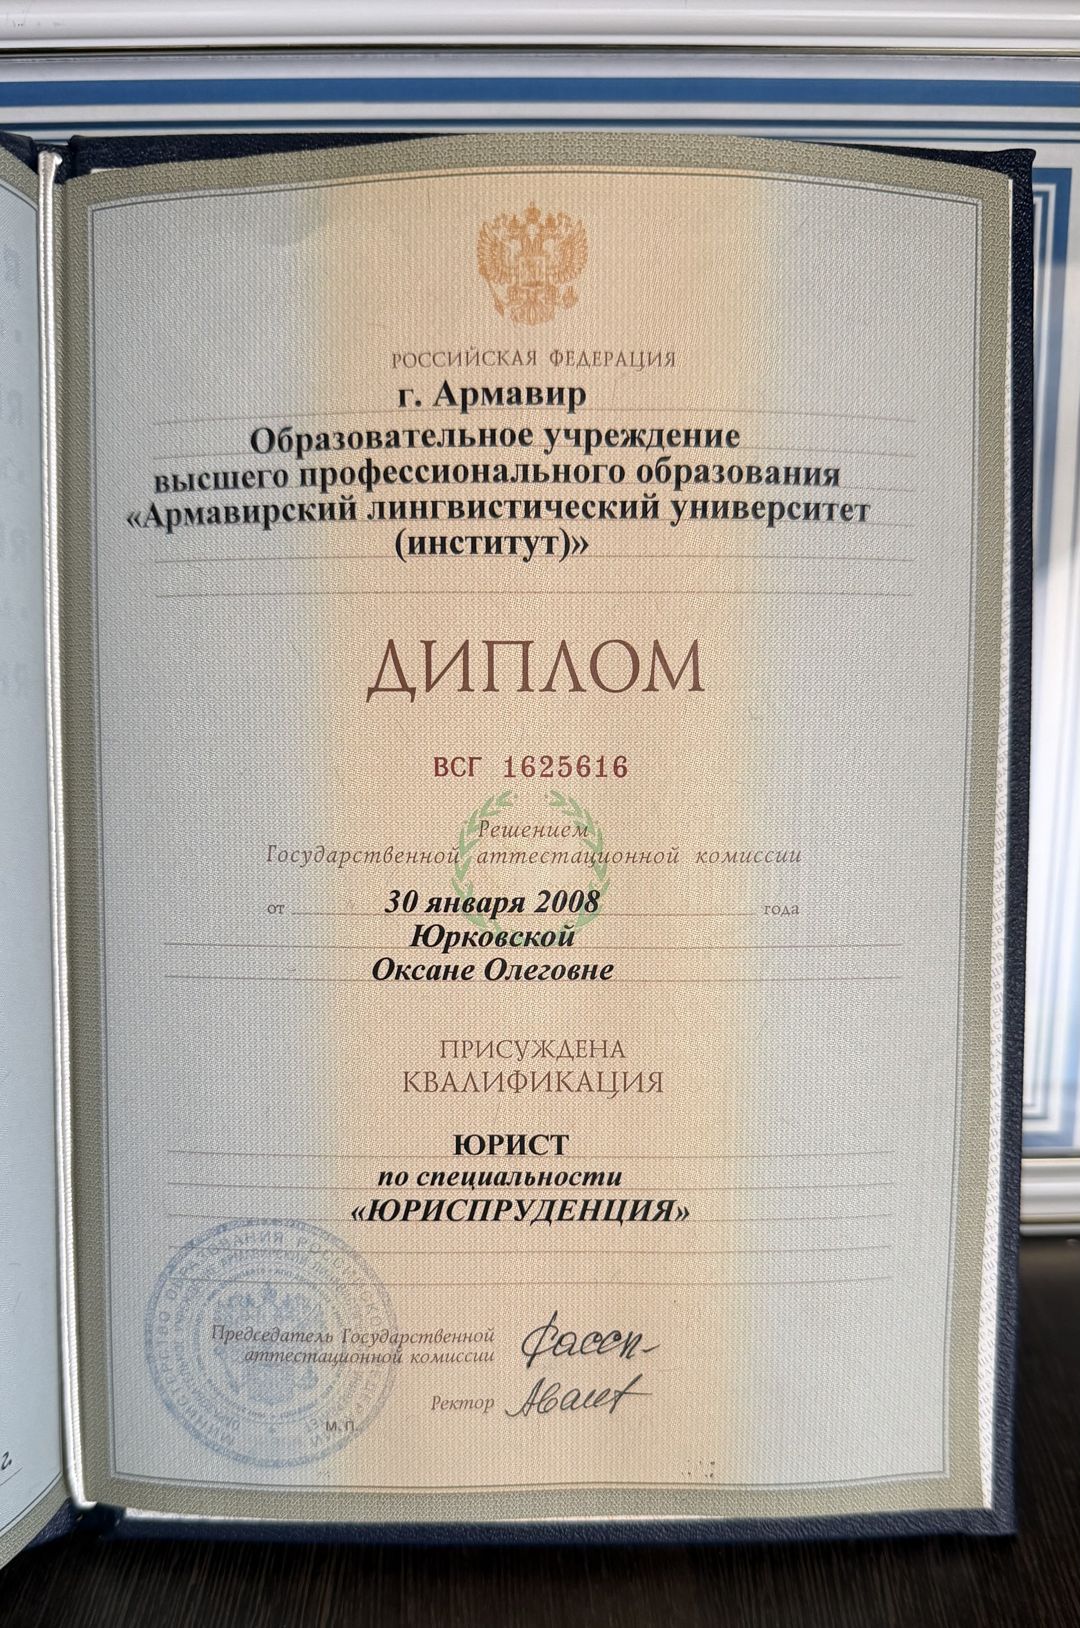 РОССИЙСКАЯ ФЕДЕРАЦИЯ
г. Армавир
Образовательное учреждение
высшего профессионального образования
«Армавирский лингвистический университет
(институт)»
ДИПЛОМ
ВСГ 1625616
Решением
Государственной аттестационной комиссии
от 30 января 2008 года
Юрковской
Оксане Олеговне
ПРИСУЖДЕНА
КВАЛИФИКАЦИЯ
ЮРИСТ
по специальности
«ЮРИСПРУДЕНЦИЯ»
Председатель Государственной
аттестационной комиссии
Ректор
М.П.